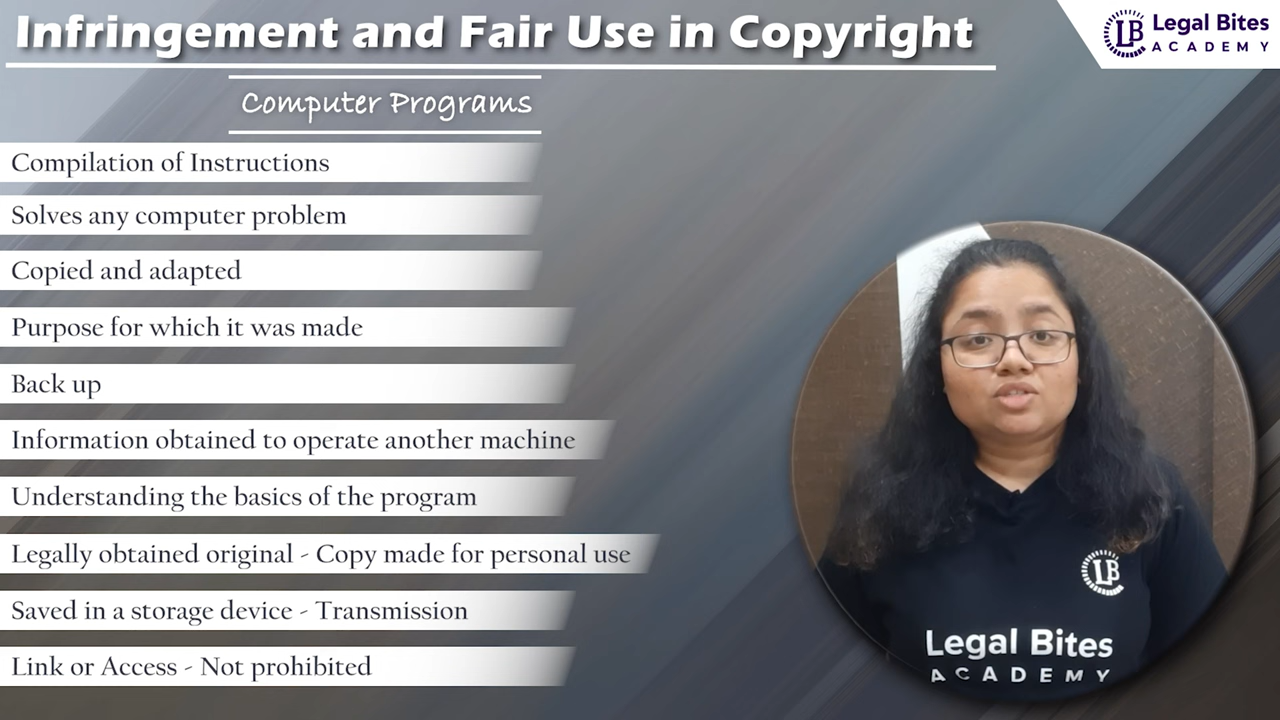 Infringement and Fair Use in Copyright
LB
Legal Bites
ACADEMY
Computer Programs
Compilation of Instructions
Solves any computer problem
Copied and adapted
Purpose for which it was made
Back up
Information obtained to operate another machine
Understanding the basics of the program
Legally obtained original - Copy made for personal use
Saved in a storage device - Transmission
Link or Access - Not prohibited
LB
Legal Bites
ACADEMY